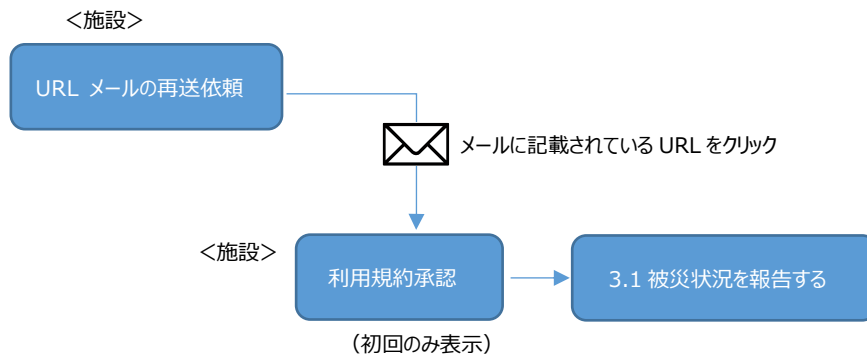 ＜施設＞
URL メールの再送依頼
メールに記載されている URL をクリック
＜施設＞
利用規約承認
3.1 被災状況を報告する
（初回のみ表示）